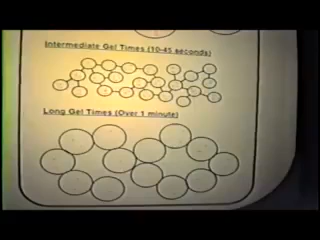 Intermediate Gel Times (10-45 seconds)
Long Gel Times (Over 1 minute)